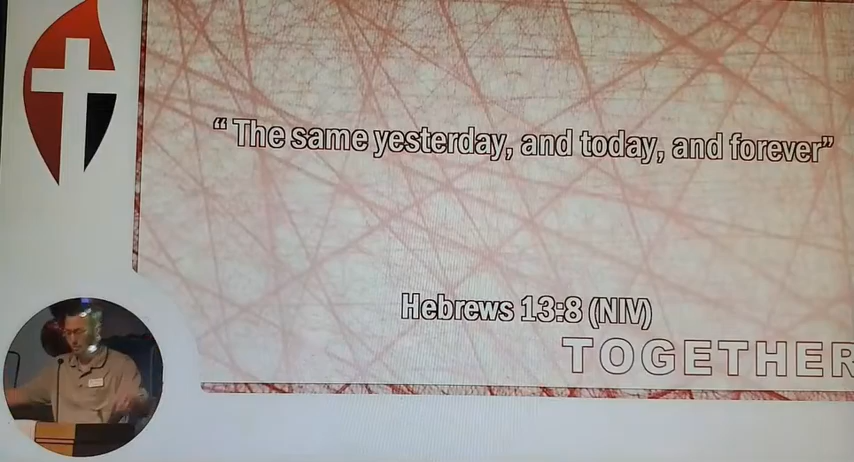 “ The same yesterday, and today, and forever”
Hebrews 13:8 (NIV)
TOGETHER